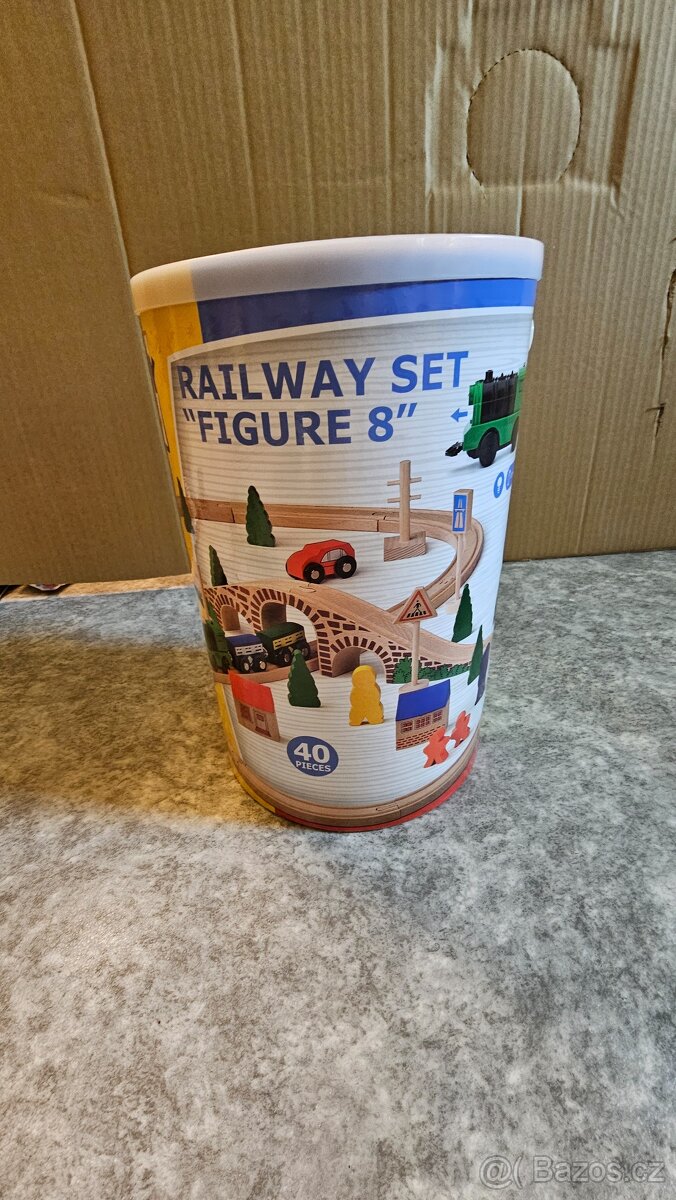 RAILWAY SET
"FIGURE 8”
40
PIECES
@( Bazos.cz